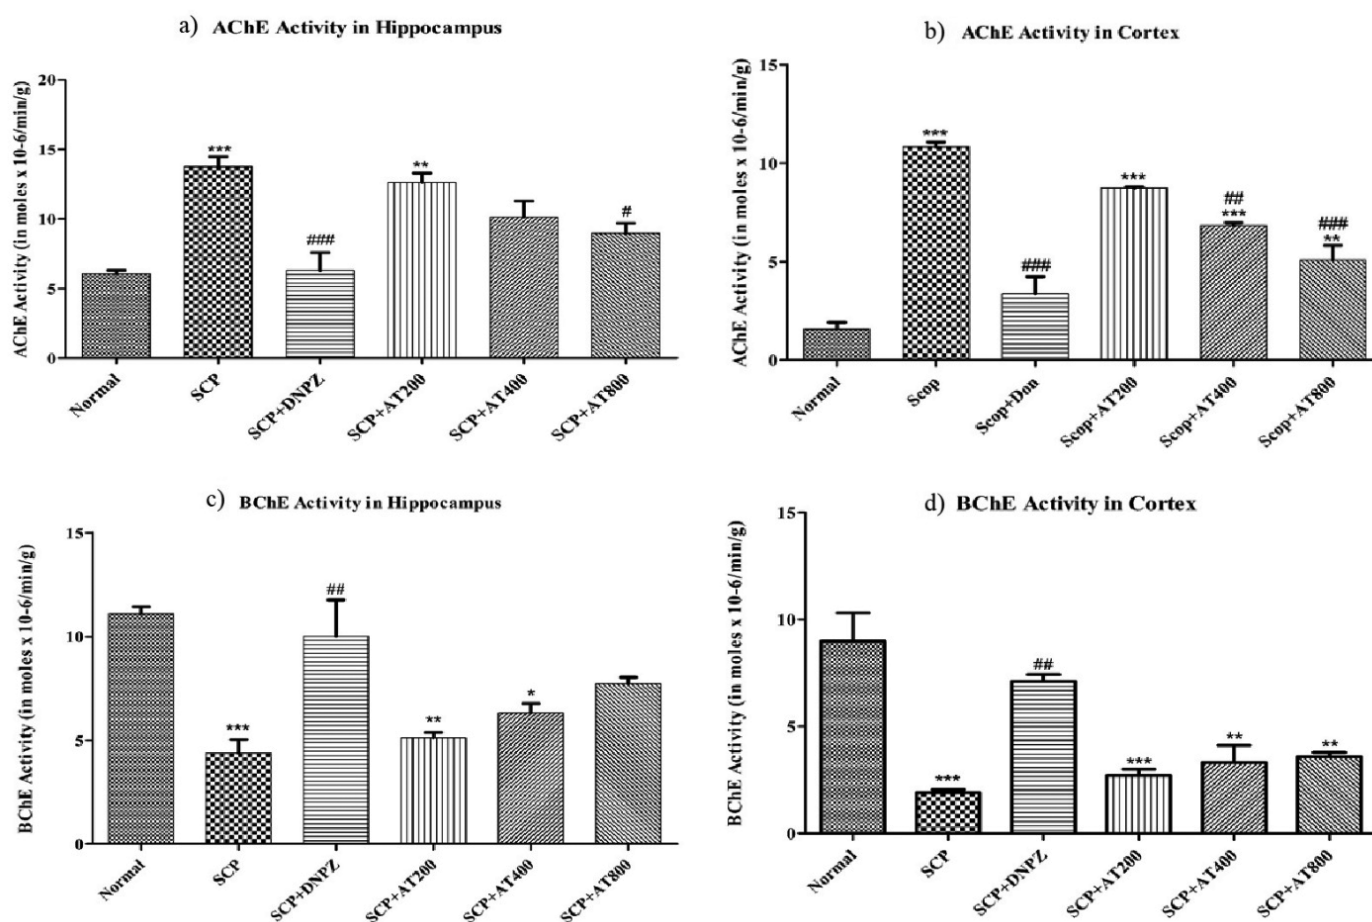 a) AChE Activity in Hippocampus
AChE Activity (in moles x 10-6/min/g)
20
15
10
5
0
***
###
**
#
Normal
SCP
SCP+DNPZ
SCP+AT200
SCP+AT400
SCP+AT800
b) AChE Activity in Cortex
AChE Activity (in moles x 10-6/min/g)
15
10
5
0
***
###
***
##
***
###
**
Normal
Scop
Scop+Don
Scop+AT200
Scop+AT400
Scop+AT800
c) BChE Activity in Hippocampus
BChE Activity (in moles x 10-6/min/g)
15
10
5
0
***
##
**
*
Normal
SCP
SCP+DNPZ
SCP+AT200
SCP+AT400
SCP+AT800
d) BChE Activity in Cortex
BChE Activity (in moles x 10-6/min/g)
15
10
5
0
***
##
***
**
**
Normal
SCP
SCP+DNPZ
SCP+AT200
SCP+AT400
SCP+AT800